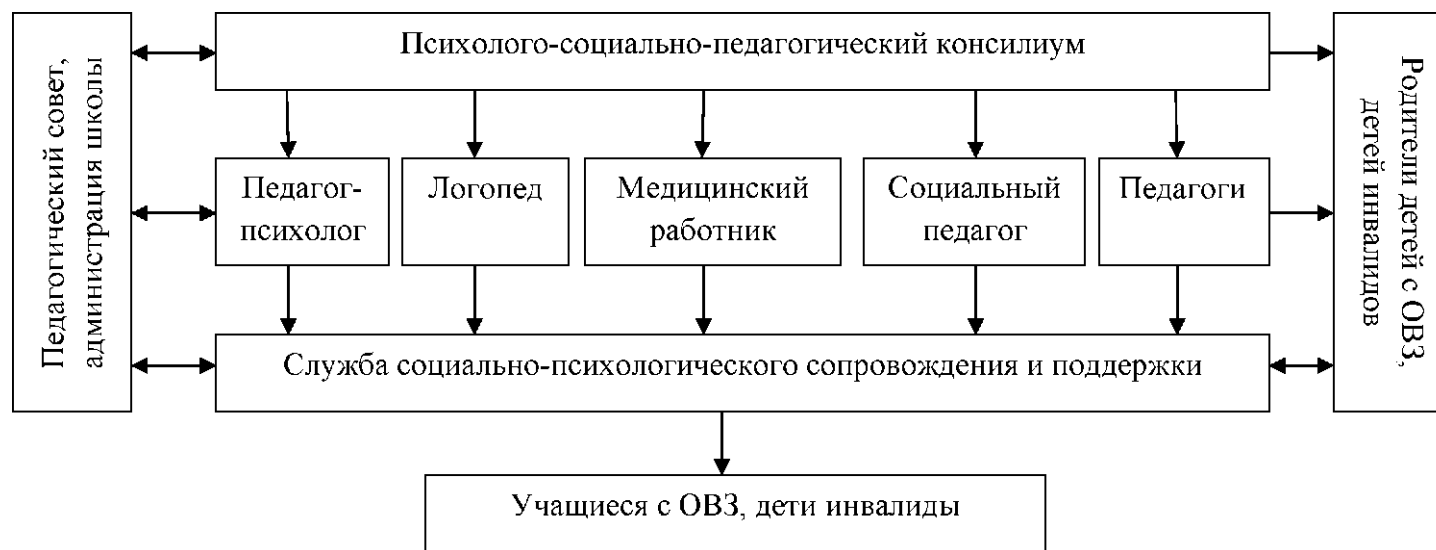 Педагогический совет,
администрация школы
Психолого-социально-педагогический консилиум
Педагог-
психолог
Логопед
Медицинский
работник
Социальный
педагог
Педагоги
Служба социально-психологического сопровождения и поддержки
Учащиеся с ОВЗ, дети инвалиды
Родители детей с ОВЗ,
детей инвалидов